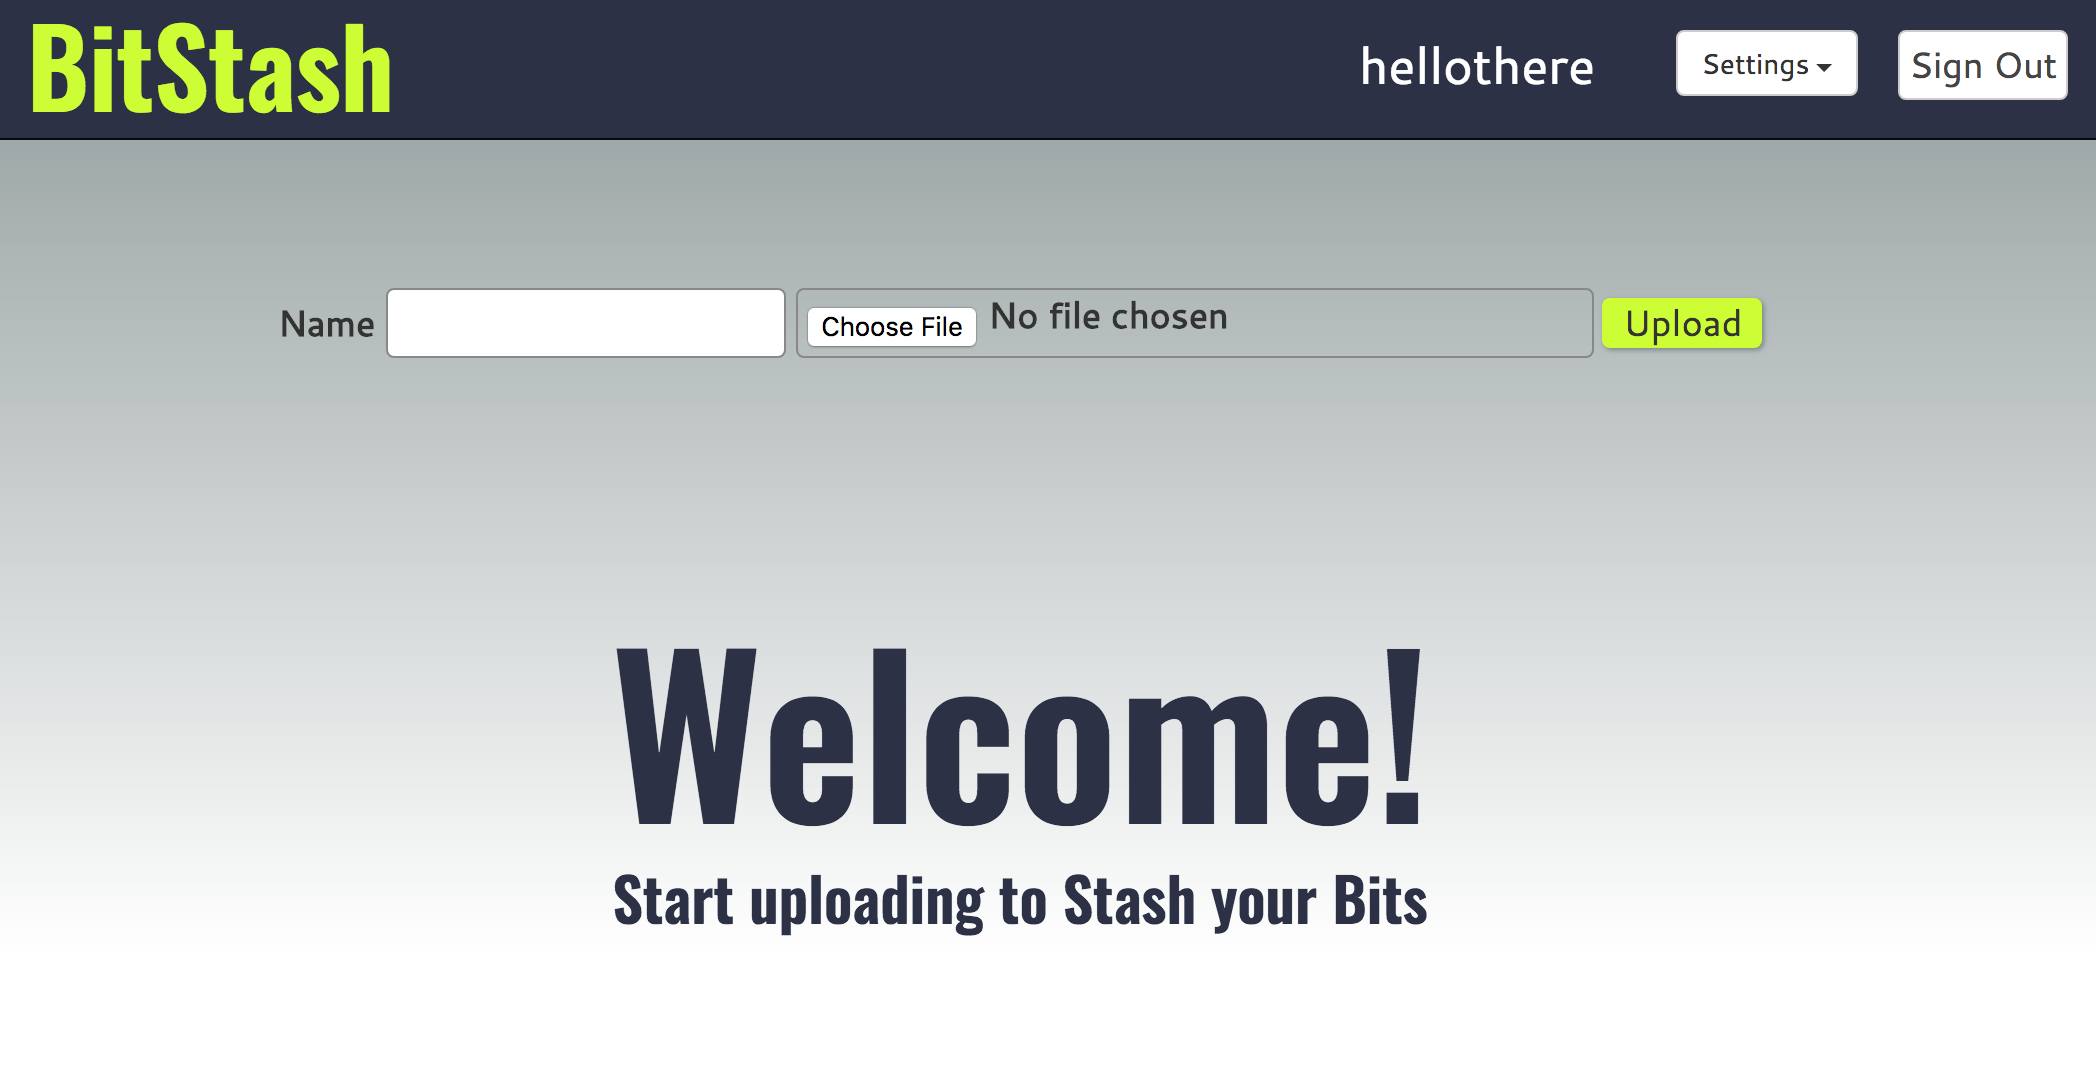 BitStash hellothere Settings Sign Out
Name Choose File No file chosen Upload
Welcome!
Start uploading to Stash your Bits